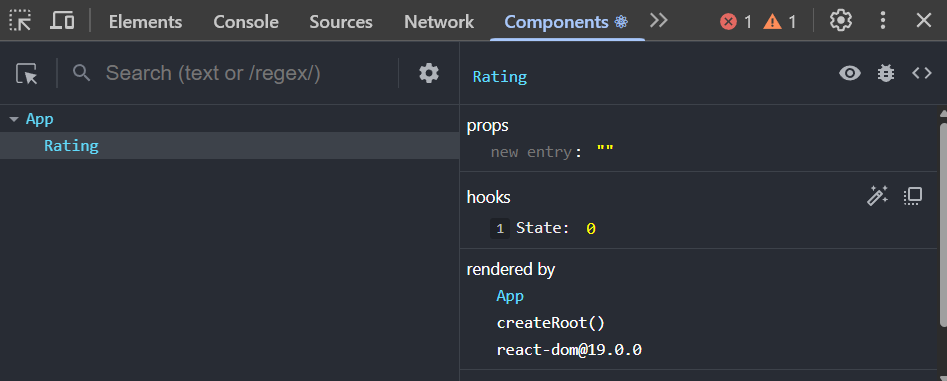 Elements Console Sources Network Components 1 1
Search (text or /regex/)
App
Rating
Rating
props
new entry: ""
hooks
1 State: 0
rendered by
App
createRoot()
react-dom@19.0.0